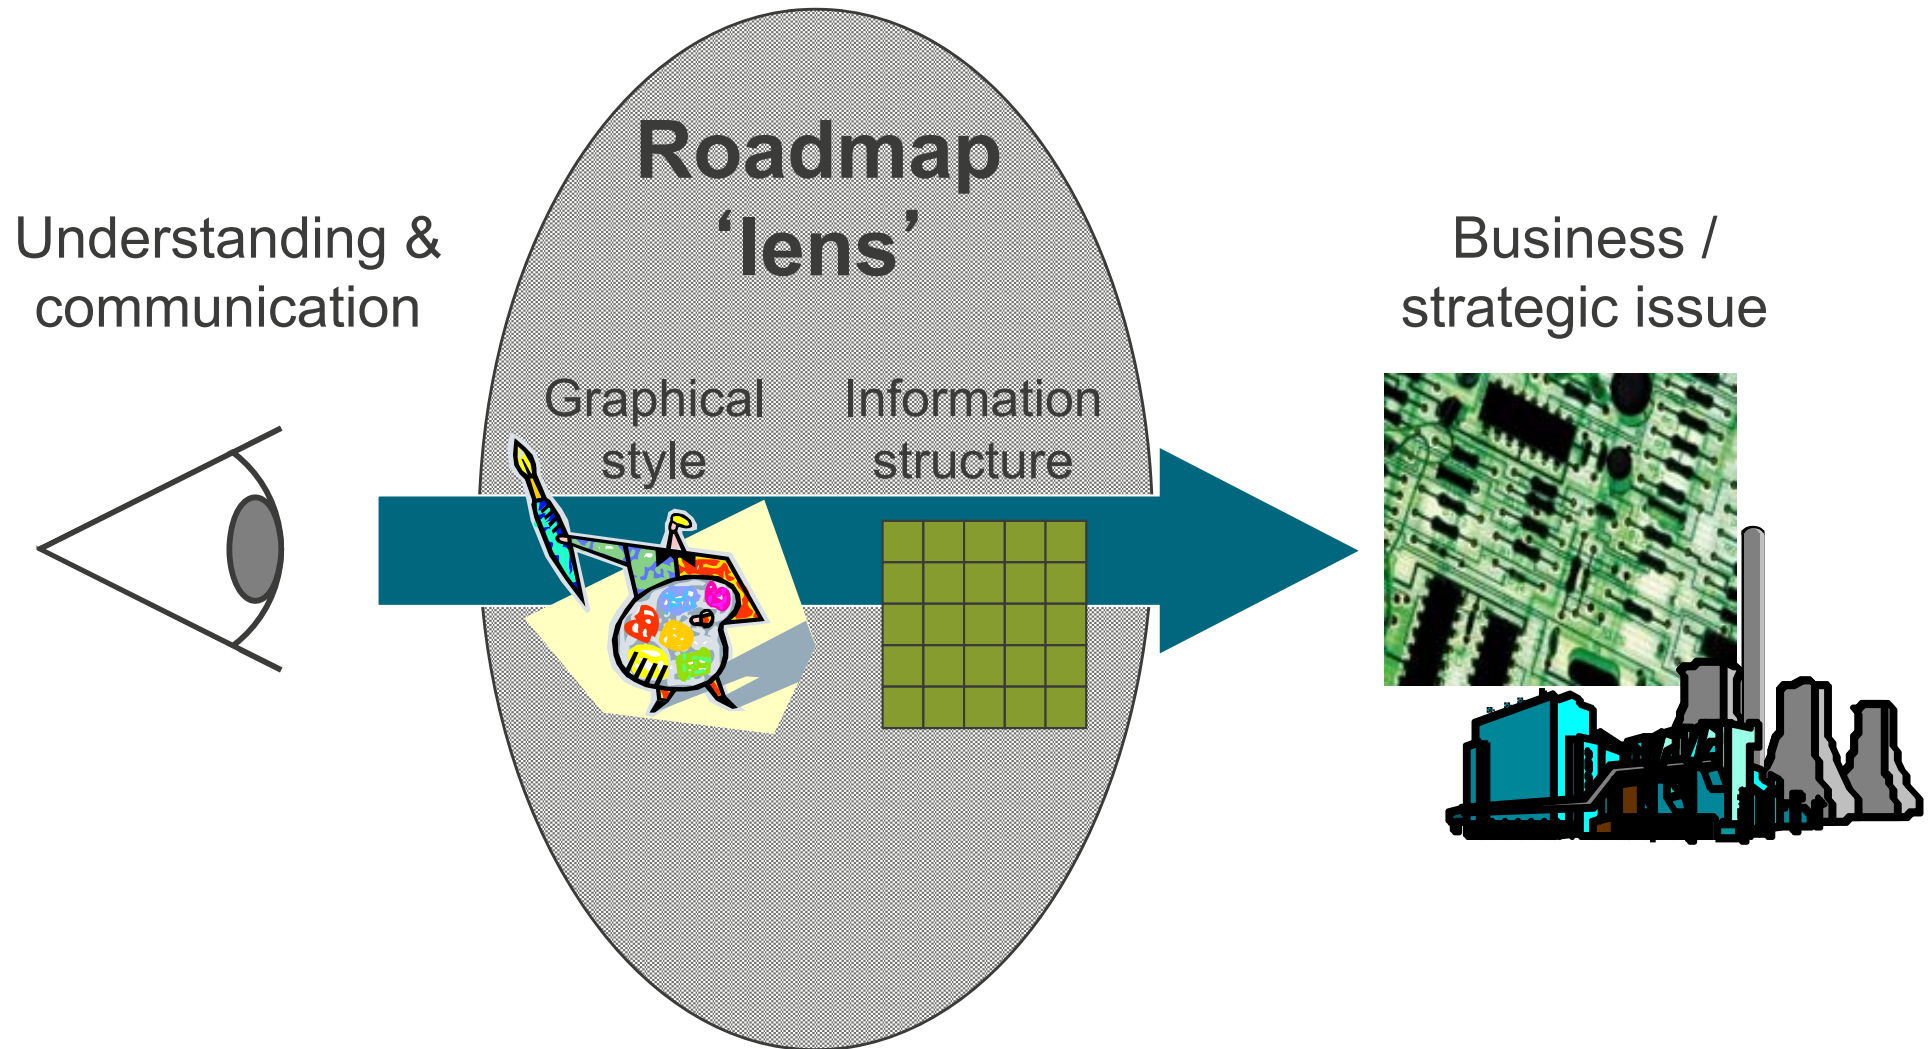 Roadmap
‘lens’
Understanding &
communication
Business /
strategic issue
Graphical
style
Information
structure